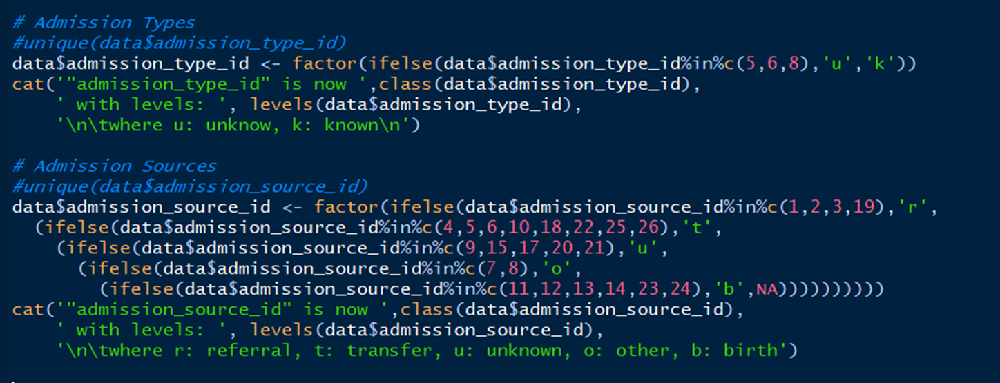 # Admission Types
#unique(data$admission_type_id)
data$admission_type_id <- factor(ifelse(data$admission_type_id%in%c(5,6,8),'u','k'))
cat('"admission_type_id" is now ',class(data$admission_type_id),
    ' with levels: ', levels(data$admission_type_id),
    '\n\twhere u: unknow, k: known\n')

# Admission Sources
#unique(data$admission_source_id)
data$admission_source_id <- factor(ifelse(data$admission_source_id%in%c(1,2,3,19),'r',
  (ifelse(data$admission_source_id%in%c(4,5,6,10,18,22,25,26),'t',
    (ifelse(data$admission_source_id%in%c(9,15,17,20,21),'u',
      (ifelse(data$admission_source_id%in%c(7,8),'o',
        (ifelse(data$admission_source_id%in%c(11,12,13,14,23,24),'b',NA))))))))))
cat('"admission_source_id" is now ',class(data$admission_source_id),
    ' with levels: ', levels(data$admission_source_id),
    '\n\twhere r: referral, t: transfer, u: unknown, o: other, b: birth')